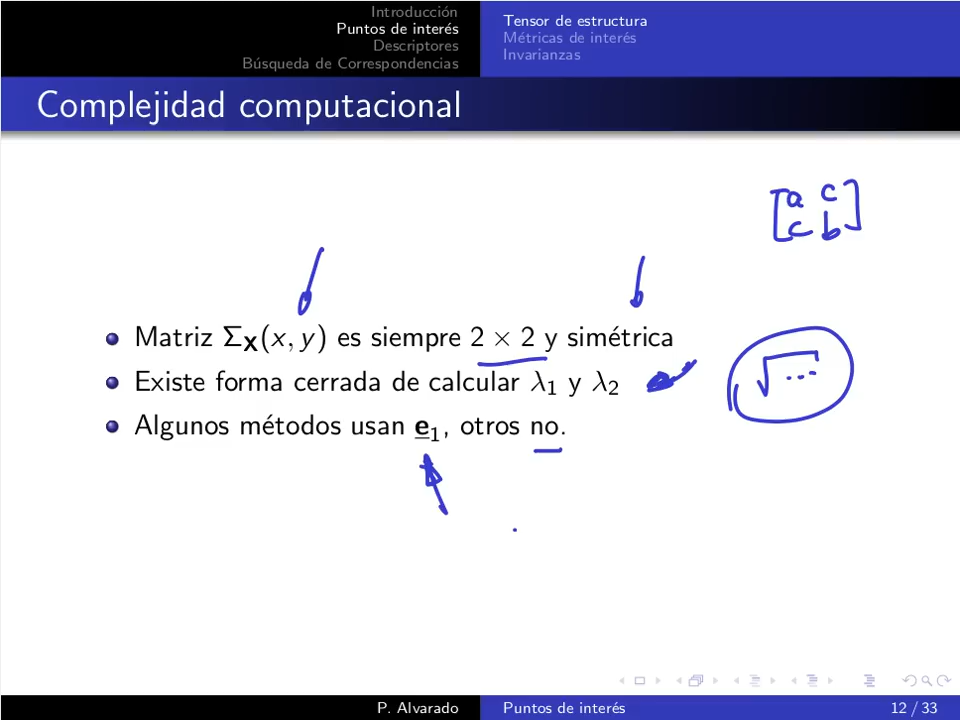 Introducción
Puntos de interés
Descriptores
Búsqueda de Correspondencias
Tensor de estructura
Métricas de interés
Invarianzas
Complejidad computacional
a c
c b
Matriz Σ_X(x, y) es siempre 2 × 2 y simétrica
Existe forma cerrada de calcular λ₁ y λ₂
√...
Algunos métodos usan e₁, otros no.
P. Alvarado
Puntos de interés
12 / 33